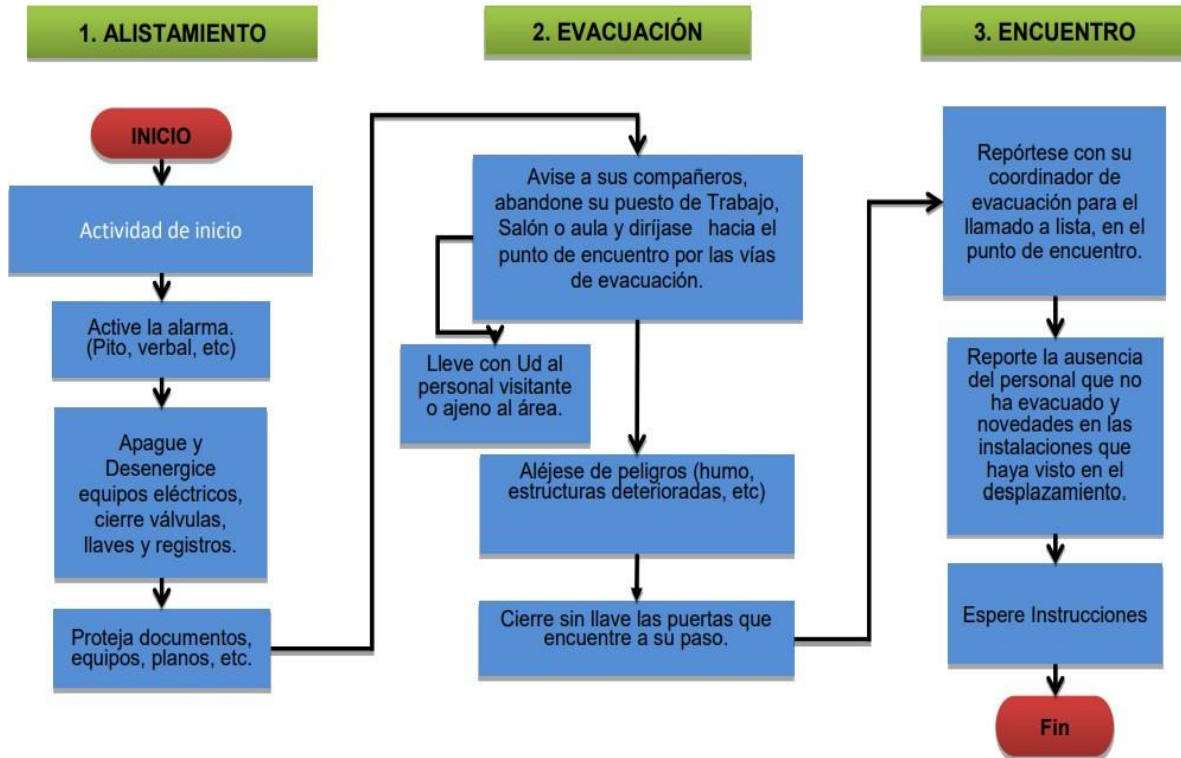 1. ALISTAMIENTO
INICIO
Actividad de inicio
Active la alarma.
(Pito, verbal, etc)
Apague y
Desenergice
equipos eléctricos,
cierre válvulas,
llaves y registros.
Proteja documentos,
equipos, planos, etc.
2. EVACUACIÓN
Avise a sus compañeros,
abandone su puesto de Trabajo,
Salón o aula y diríjase hacia el
punto de encuentro por las vías
de evacuación.
Lleve con Ud al
personal visitante
o ajeno al área.
Aléjese de peligros (humo,
estructuras deterioradas, etc)
Cierre sin llave las puertas que
encuentre a su paso.
3. ENCUENTRO
Repórtese con su
coordinador de
evacuación para el
llamado a lista, en el
punto de encuentro.
Reporte la ausencia
del personal que no
ha evacuado y
novedades en las
instalaciones que
haya visto en el
desplazamiento.
Espere Instrucciones
Fin